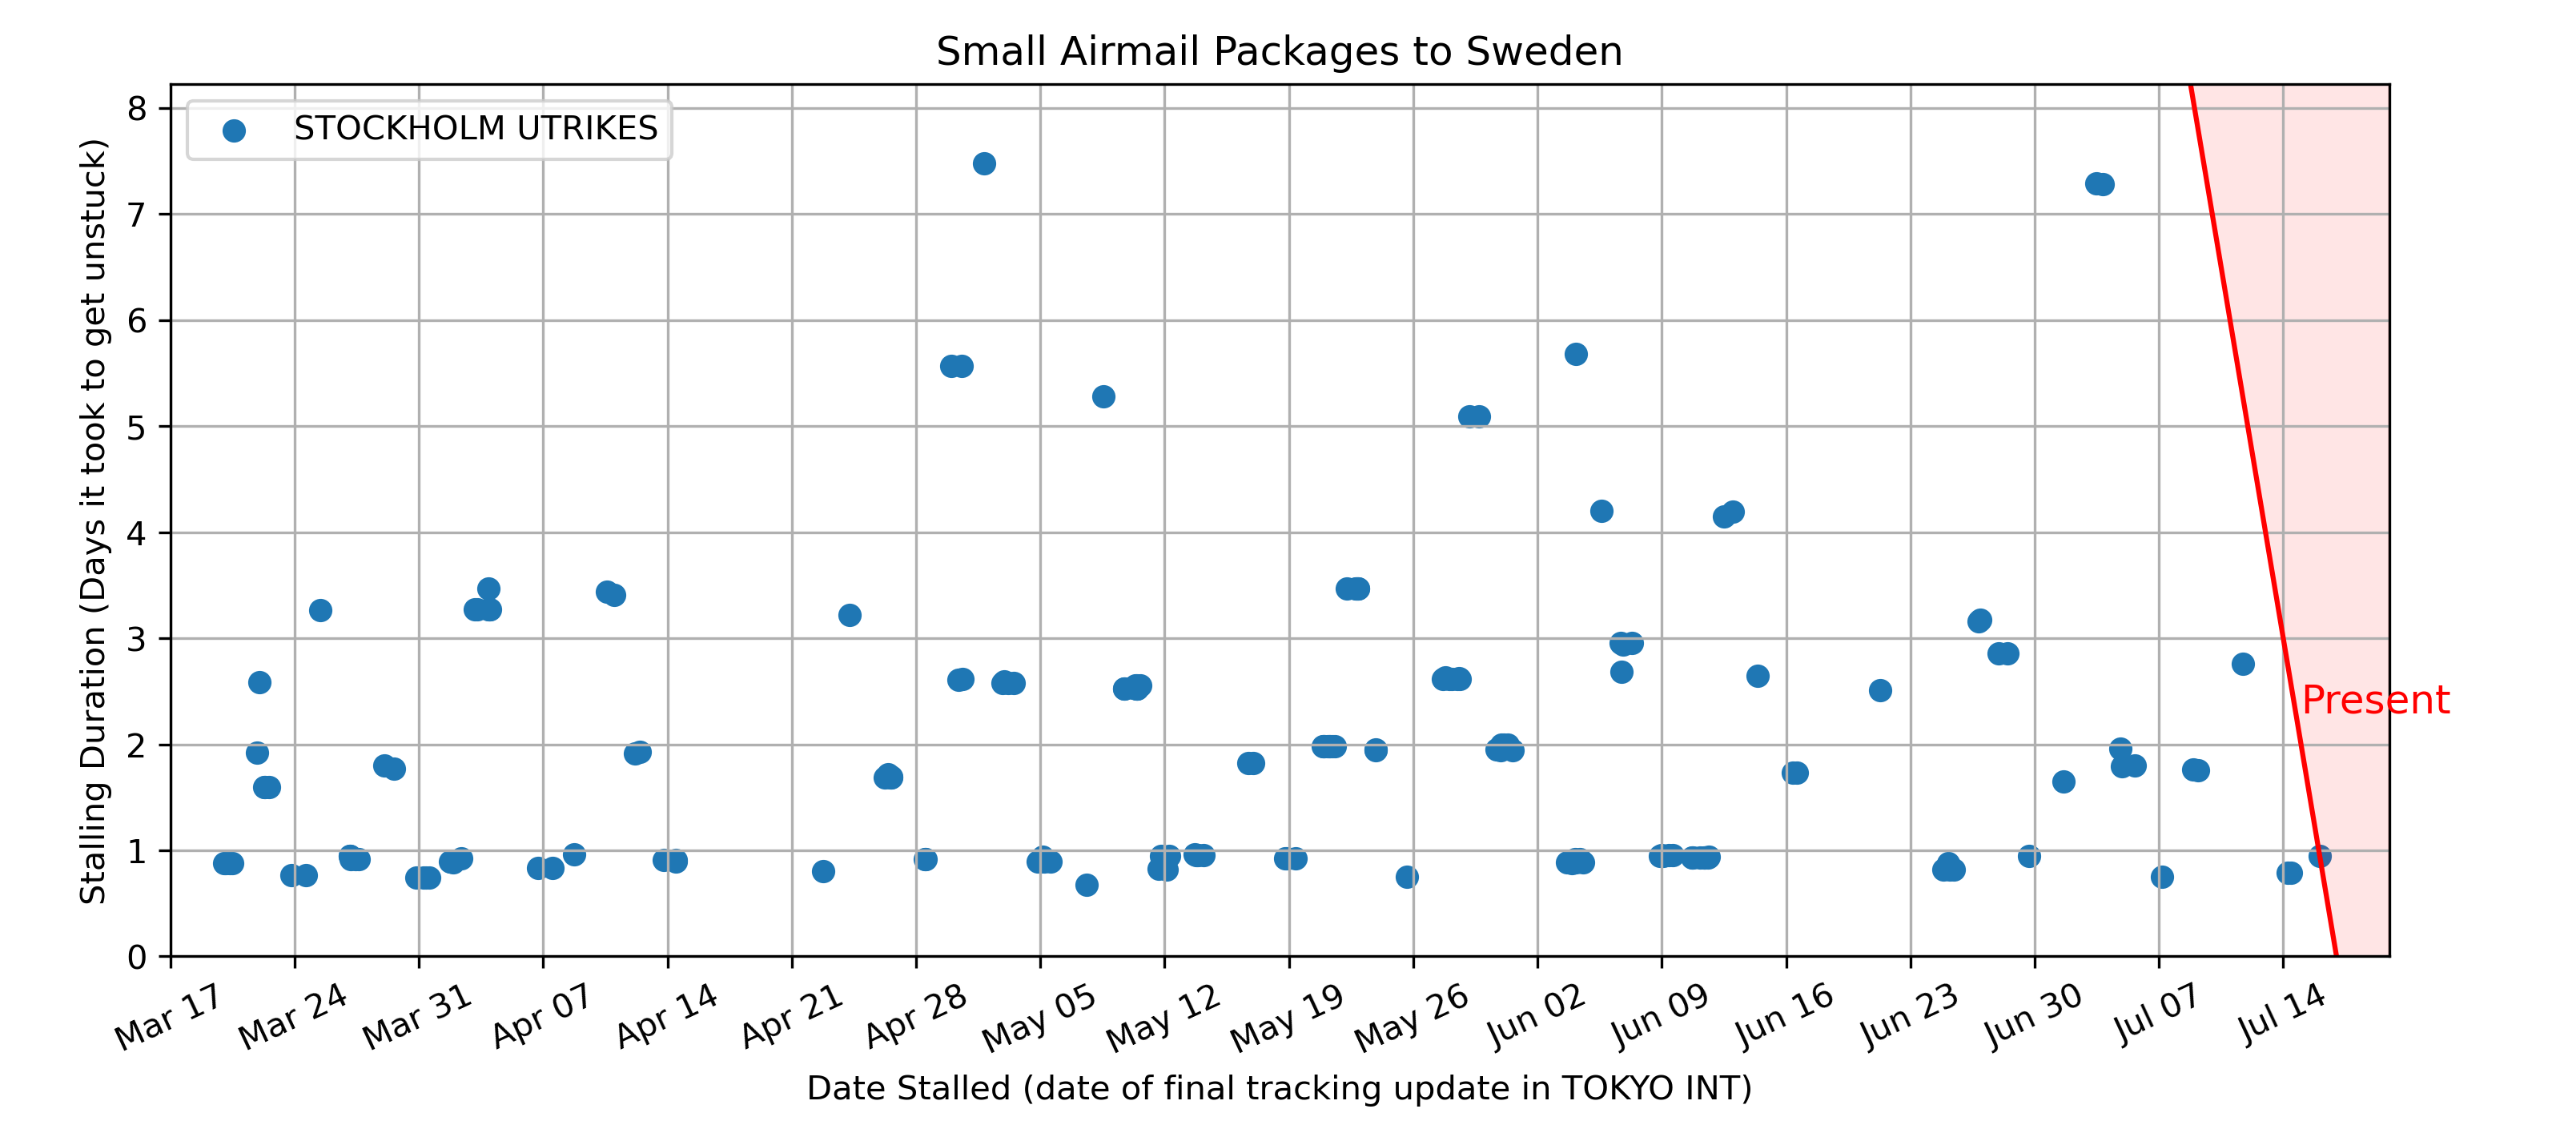 Small Airmail Packages to Sweden
STOCKHOLM UTRIKES
Stalling Duration (Days it took to get unstuck)
8
7
6
5
4
3
2
1
0
Present
Mar 17 Mar 24 Mar 31 Apr 07 Apr 14 Apr 21 Apr 28 May 05 May 12 May 19 May 26 Jun 02 Jun 09 Jun 16 Jun 23 Jun 30 Jul 07 Jul 14
Date Stalled (date of final tracking update in TOKYO INT)